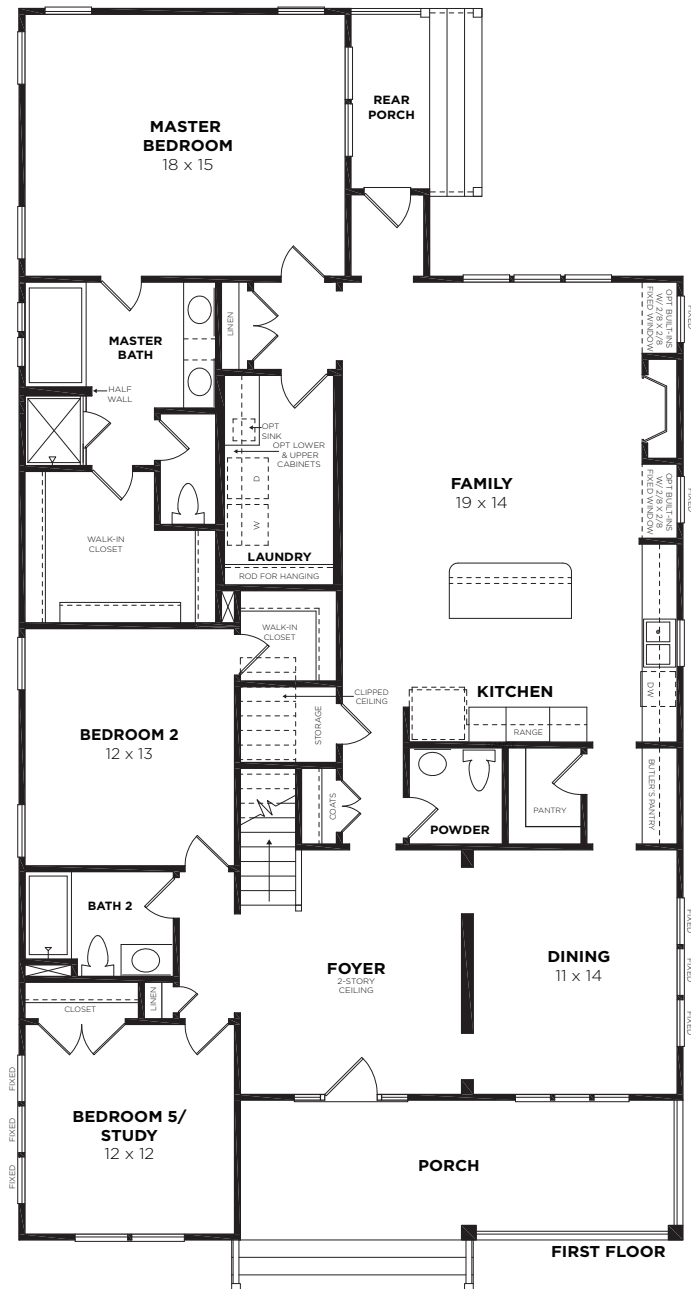 REAR
PORCH
MASTER
BEDROOM
18 x 15
LINEN
MASTER
BATH
HALF
WALL
OPT BUILT-INS
W/ 2/8 X 2/8
FIXED WINDOW
FIXED
OPT
SINK
OPT LOWER
& UPPER
CABINETS
D
W
LAUNDRY
ROD FOR HANGING
WALK-IN
CLOSET
FAMILY
19 x 14
OPT BUILT-INS
W/ 2/8 X 2/8
FIXED WINDOW
FIXED
WALK-IN
CLOSET
CLIPPED
CEILING
STORAGE
KITCHEN
DW
RANGE
BEDROOM 2
12 x 13
COATS
POWDER
PANTRY
BUTLER'S PANTRY
BATH 2
FOYER
2-STORY
CEILING
DINING
11 x 14
FIXED
FIXED
FIXED
CLOSET
LINEN
FIXED
FIXED
FIXED
BEDROOM 5/
STUDY
12 x 12
PORCH
FIRST FLOOR